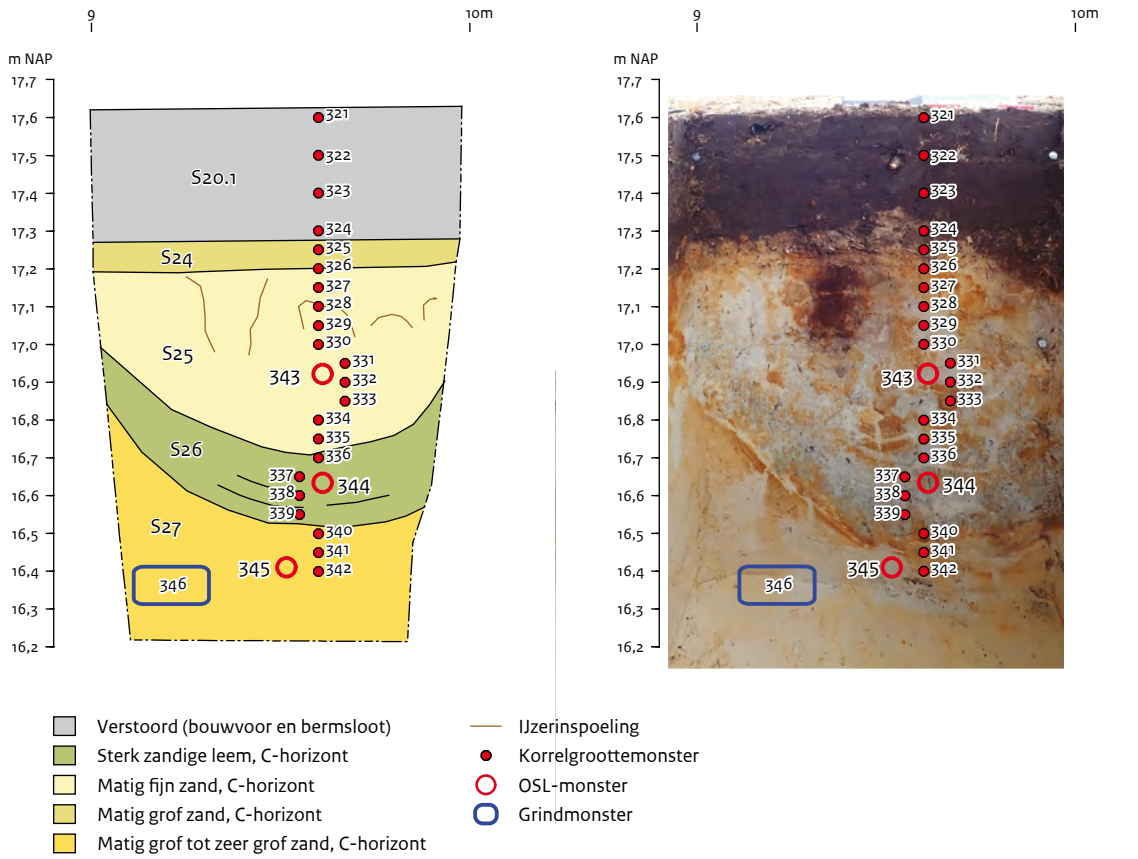 9 10m 9 10m
m NAP m NAP
17,7 17,7
17,6 321 17,6 321
17,5 322 17,5 322
S20.1
17,4 323 17,4 323
17,3 324 17,3 324
325 325
S24
17,2 326 17,2 326
327 327
17,1 328 17,1 328
329 329
17,0 330 17,0 330
S25
331 331
343 343
16,9 332 16,9 332
333 333
16,8 334 16,8 334
335 335
S26
16,7 336 16,7 336
337 337
344 344
16,6 338 16,6 338
339 339
S27
16,5 340 16,5 340
341 341
345 345
16,4 342 16,4 342
346 346
16,3 16,3
16,2 16,2
Verstoord (bouwvoor en bermsloot)
Sterk zandige leem, C-horizont
Matig fijn zand, C-horizont
Matig grof zand, C-horizont
Matig grof tot zeer grof zand, C-horizont
IJzerinspoeling
Korrelgroottemonster
OSL-monster
Grindmonster